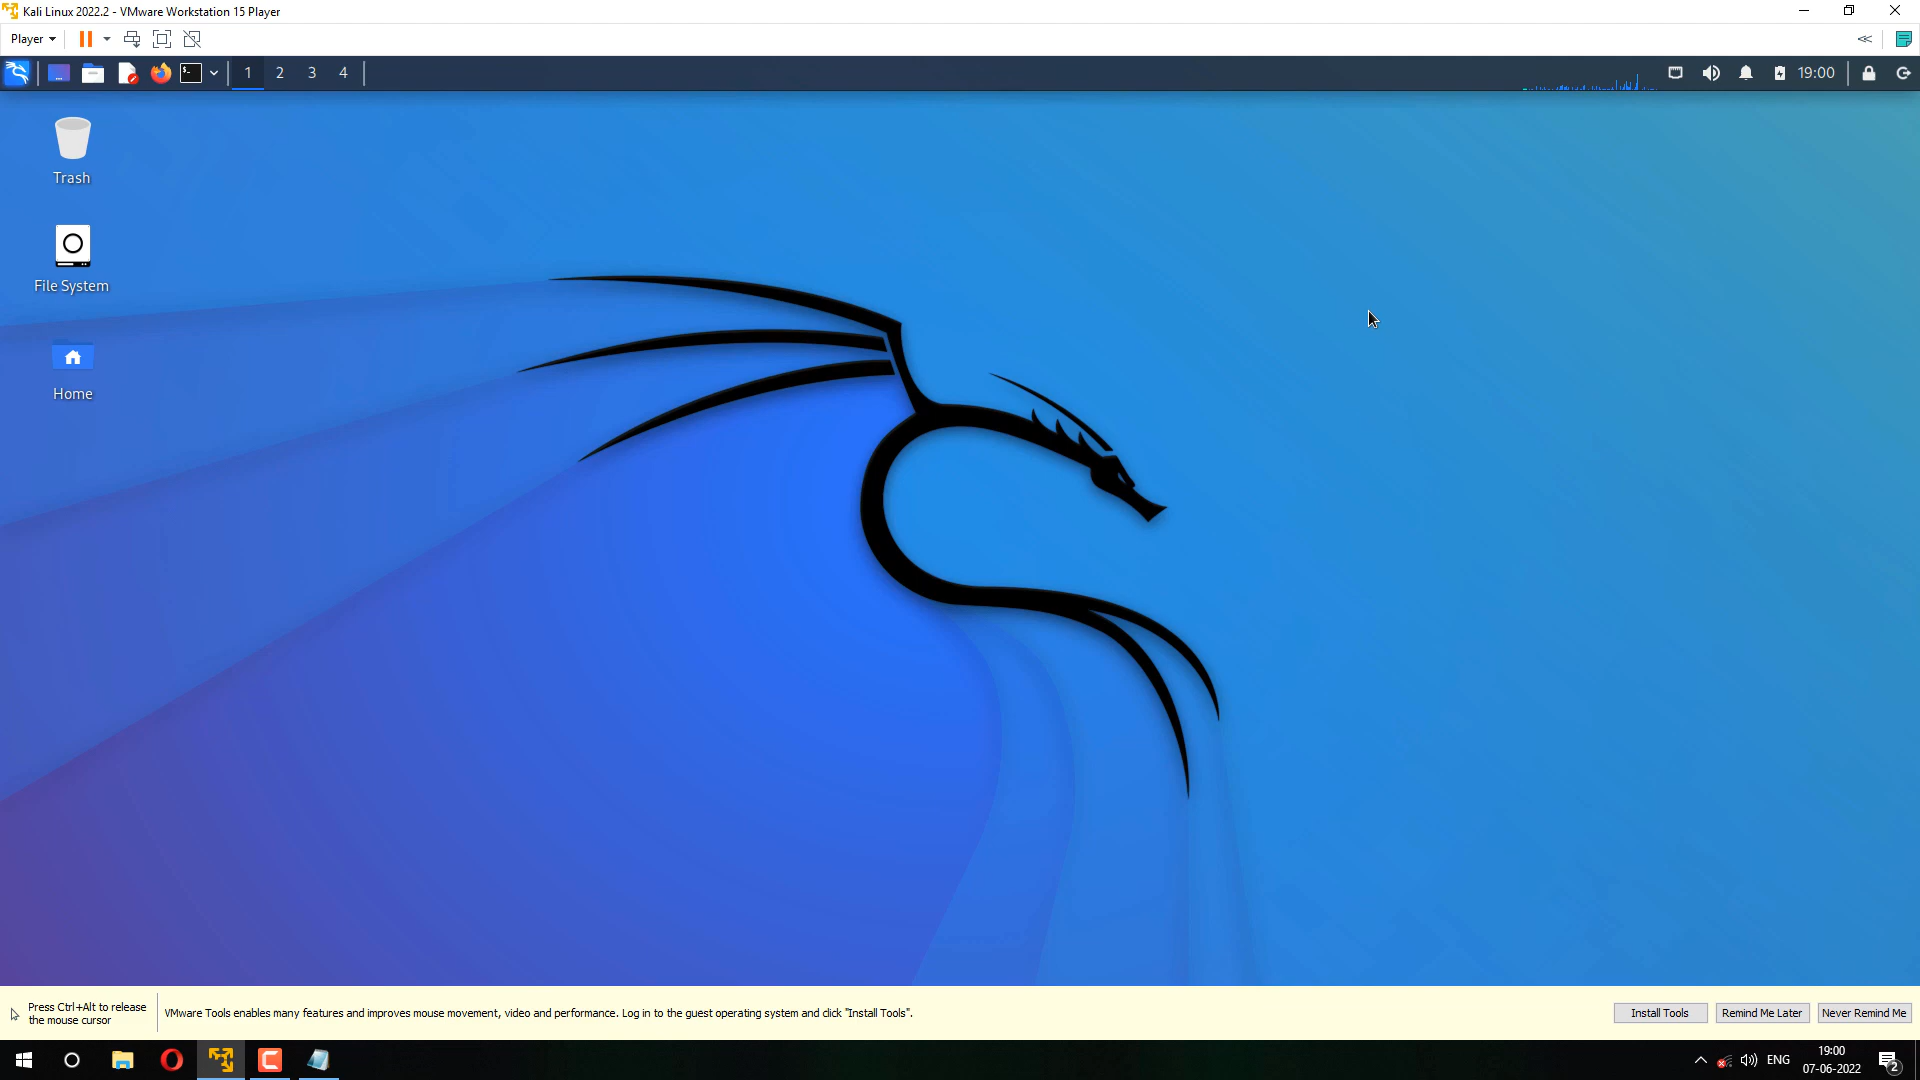 Kali Linux 2022.2 - VMware Workstation 15 Player
Player
1 2 3 4
19:00
Trash
File System
Home
Press Ctrl+Alt to release
the mouse cursor
VMware Tools enables many features and improves mouse movement, video and performance. Log in to the guest operating system and click "Install Tools".
Install Tools
Remind Me Later
Never Remind Me
ENG
19:00
07-06-2022
2